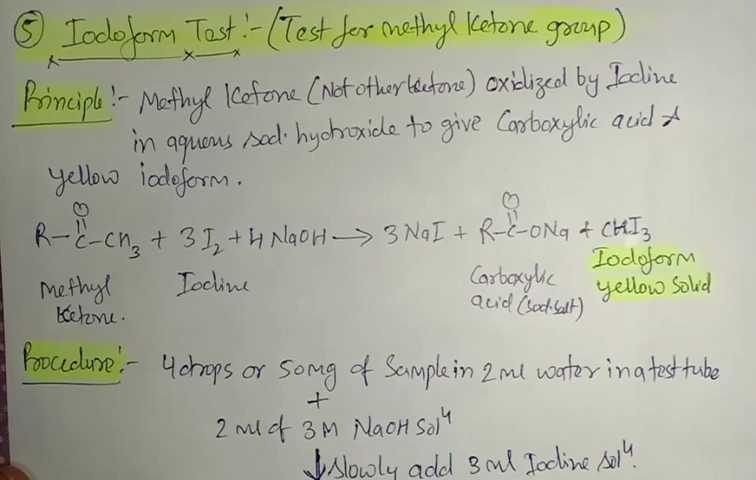 ⑤ Iodoform Test :- (Test for methyl Ketone group)
Principle :- Methyl Ketone (Not other ketone) oxidized by Iodine
in aqueous sod. hydroxide to give Carboxylic acid &
yellow iodoform.
O O
R-C-CH3 + 3I2 + 4 NaOH → 3 NaI + R-C-ONa + CHI3
Methyl Ketone. Iodine Carboxylic acid (Sod. salt) Iodoform yellow solid
Procedure :- 4 drops or 50mg of Sample in 2 ml water in a test tube
+
2 ml of 3M NaOH Solⁿ
↓ Slowly add 3 ml Iodine solⁿ.